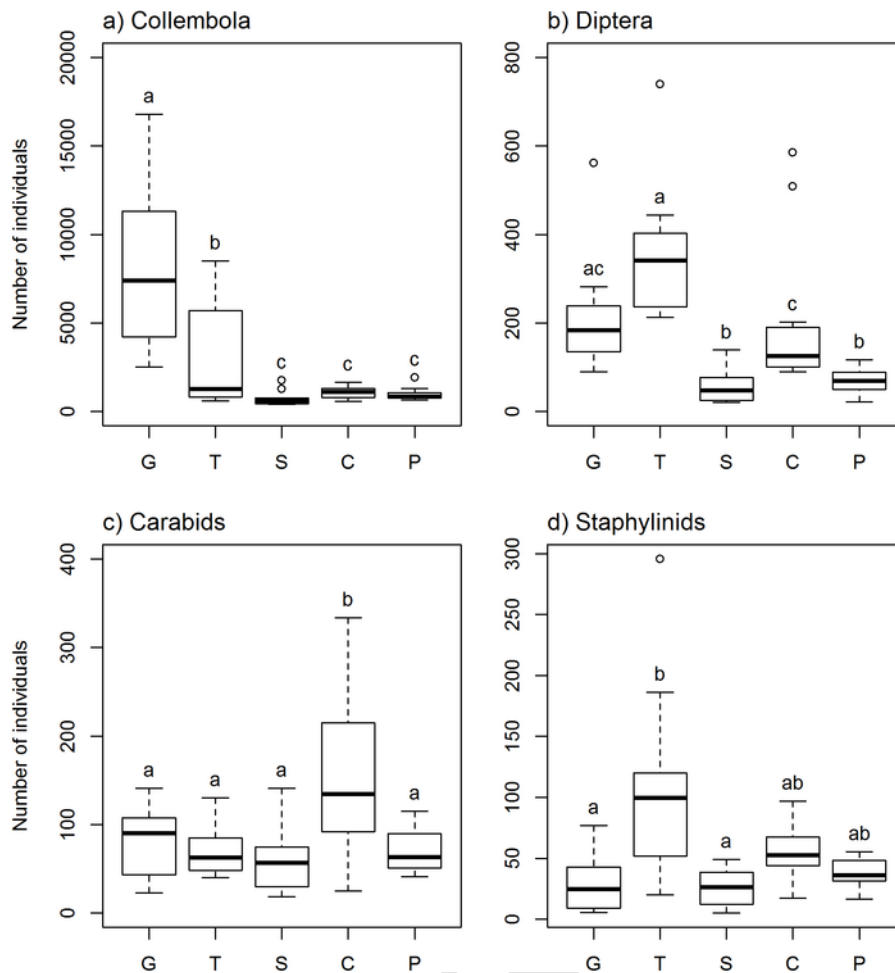 a) Collembola
Number of individuals
20000
15000
10000
5000
0
a
b
c
c
c
G T S C P
b) Diptera
800
600
400
200
0
ac
a
b
c
b
G T S C P
c) Carabids
Number of individuals
400
300
200
100
0
a
a
a
b
a
G T S C P
d) Staphylinids
300
250
200
150
100
50
0
a
b
a
ab
ab
G T S C P